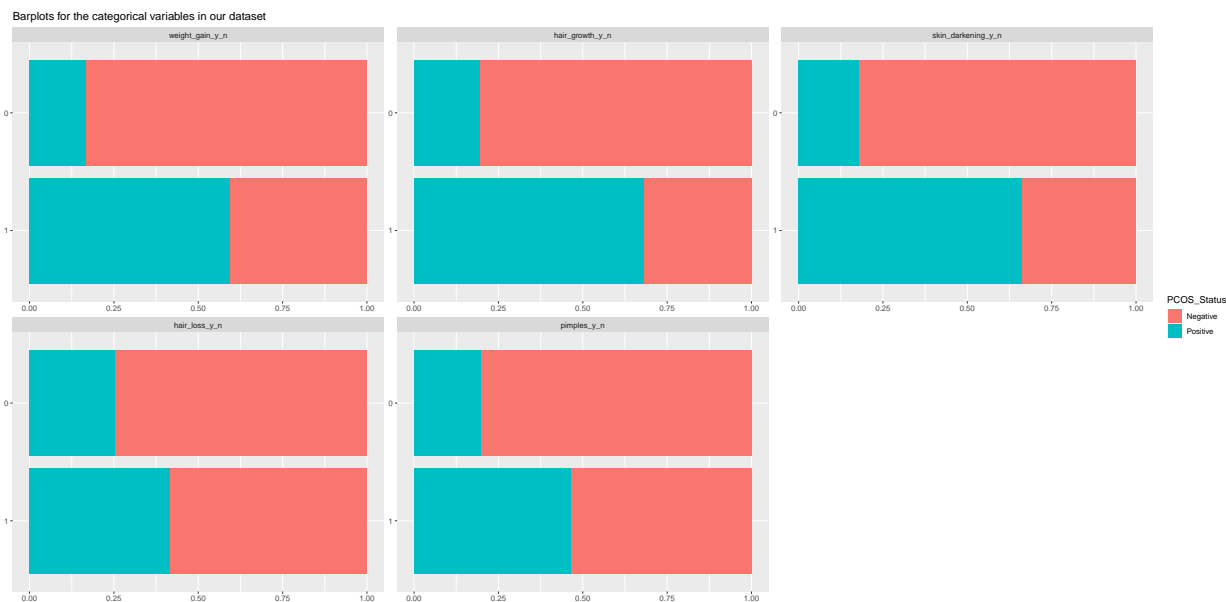 Barplots for the categorical variables in our dataset
weight_gain_y_n
hair_growth_y_n
skin_darkening_y_n
0
1
0.00 0.25 0.50 0.75 1.00
0
1
0.00 0.25 0.50 0.75 1.00
0
1
0.00 0.25 0.50 0.75 1.00
hair_loss_y_n
pimples_y_n
0
1
0.00 0.25 0.50 0.75 1.00
0
1
0.00 0.25 0.50 0.75 1.00
PCOS_Status
Negative
Positive